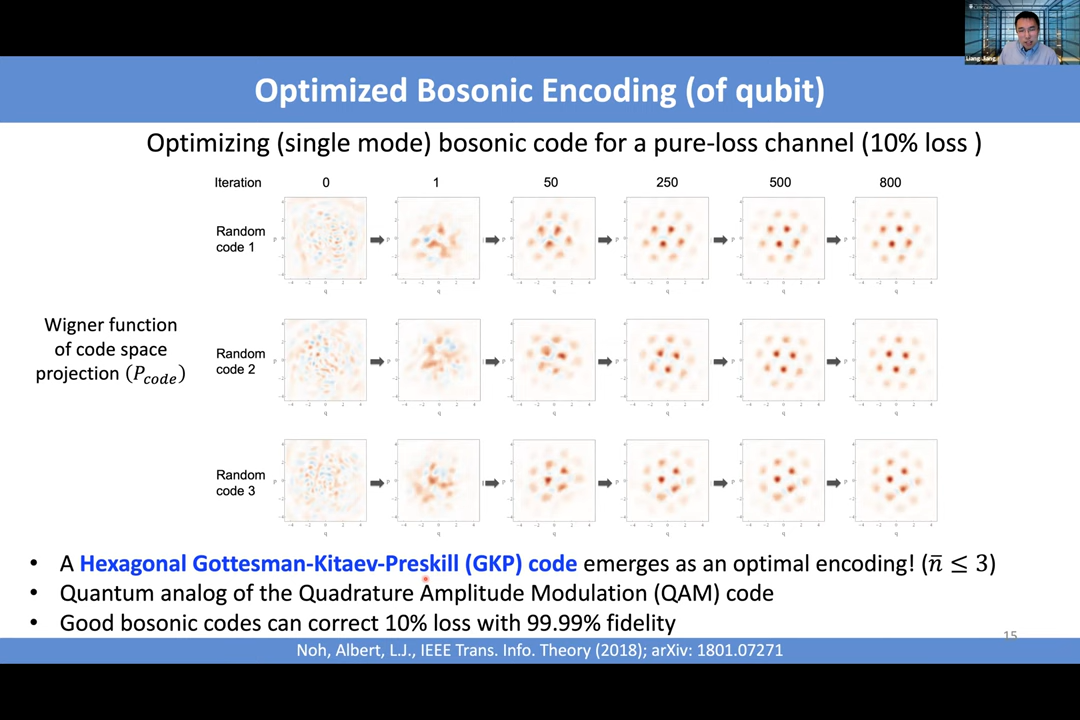 Liang Jiang
Optimized Bosonic Encoding (of qubit)
Optimizing (single mode) bosonic code for a pure-loss channel (10% loss )
Iteration 0 1 50 250 500 800
Random
code 1
Wigner function
of code space
projection (P_code)
Random
code 2
Random
code 3
• A Hexagonal Gottesman-Kitaev-Preskill (GKP) code emerges as an optimal encoding! (n̄ ≤ 3)
• Quantum analog of the Quadrature Amplitude Modulation (QAM) code
• Good bosonic codes can correct 10% loss with 99.99% fidelity
15
Noh, Albert, L.J., IEEE Trans. Info. Theory (2018); arXiv: 1801.07271